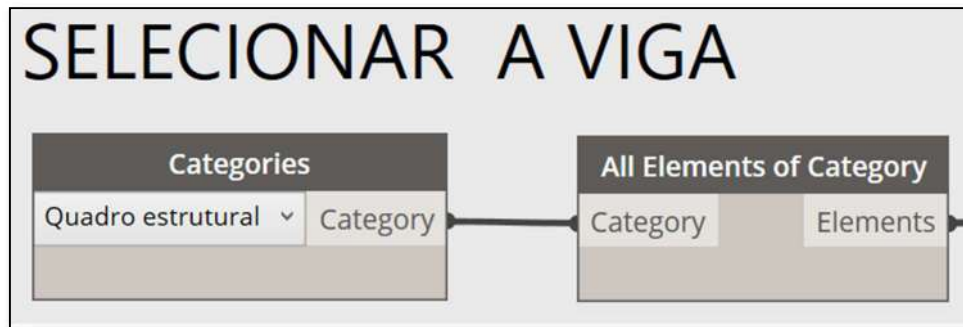 SELECIONAR A VIGA
Categories
Quadro estrutural Category
All Elements of Category
Category Elements